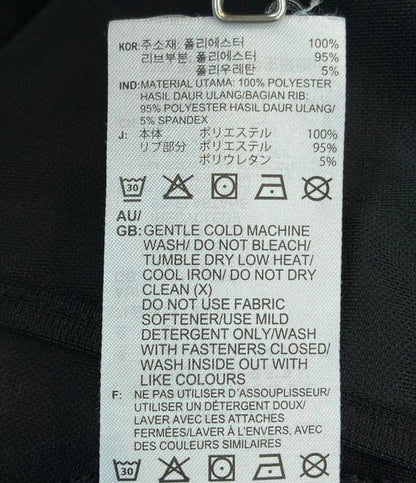 KOR: 주소재: 폴리에스터 100%
리브부분: 폴리에스터 95%
폴리우레탄 5%
IND: MATERIAL UTAMA: 100% POLYESTER
HASIL DAUR ULANG/BAGIAN RIB:
95% POLYESTER HASIL DAUR ULANG/
5% SPANDEX
J: 本体 ポリエステル 100%
リブ部分 ポリエステル 95%
ポリウレタン 5%
30
AU/
GB: GENTLE COLD MACHINE
WASH/ DO NOT BLEACH/
TUMBLE DRY LOW HEAT/
COOL IRON/ DO NOT DRY
CLEAN (X)
DO NOT USE FABRIC
SOFTENER/USE MILD
DETERGENT ONLY/WASH
WITH FASTENERS CLOSED/
WASH INSIDE OUT WITH
LIKE COLOURS
F: NE PAS UTILISER D'ASSOUPLISSEUR/
UTILISER UN DÉTERGENT DOUX/
LAVER AVEC LES ATTACHES
FERMÉES/LAVER À L'ENVERS, AVEC
DES COULEURS SIMILAIRES
30